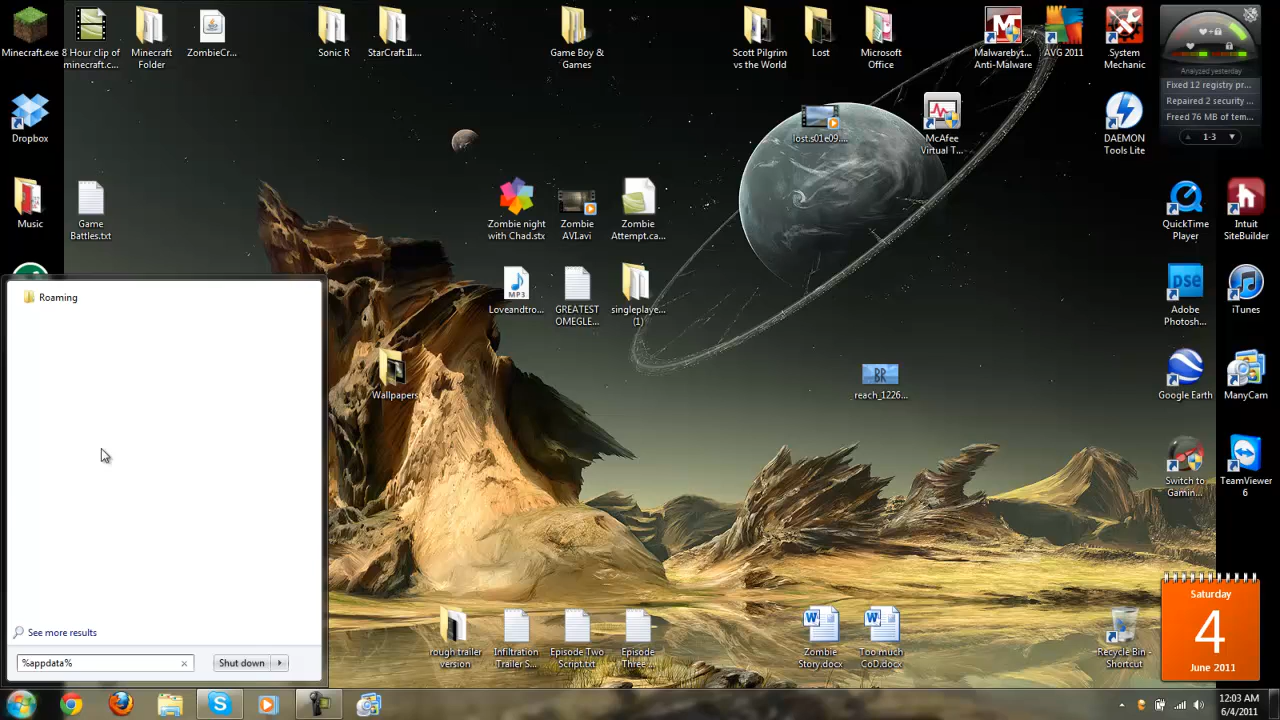 Minecraft.exe
8 Hour clip of
minecraft.c...
Minecraft
Folder
ZombieCr...
Sonic R
StarCraft.II....
Game Boy &
Games
Scott Pilgrim
vs the World
Lost
Microsoft
Office
Malwarebyt...
Anti-Malware
AVG 2011
System
Mechanic
Analyzed yesterday
Fixed 12 registry pr...
Repaired 2 security ...
Freed 76 MB of tem...
1-3
Dropbox
lost.s01e09....
McAfee
Virtual T...
DAEMON
Tools Lite
Music
Game
Battles.txt
Zombie night
with Chad.stx
Zombie
AVI.avi
Zombie
Attempt.ca...
QuickTime
Player
Intuit
SiteBuilder
MP3
Loveandtro...
GREATEST
OMEGLE...
singleplaye...
(1)
pse
Adobe
Photosh...
iTunes
Roaming
Wallpapers
BR
reach_1226...
Google Earth
ManyCam
Switch to
Gamin...
TeamViewer
6
See more results
%appdata%
Shut down
rough trailer
version
Infiltration
Trailer S...
Episode Two
Script.txt
Episode
Three...
Zombie
Story.docx
Too much
CoD.docx
Recycle Bin -
Shortcut
Saturday
4
June 2011
12:03 AM
6/4/2011